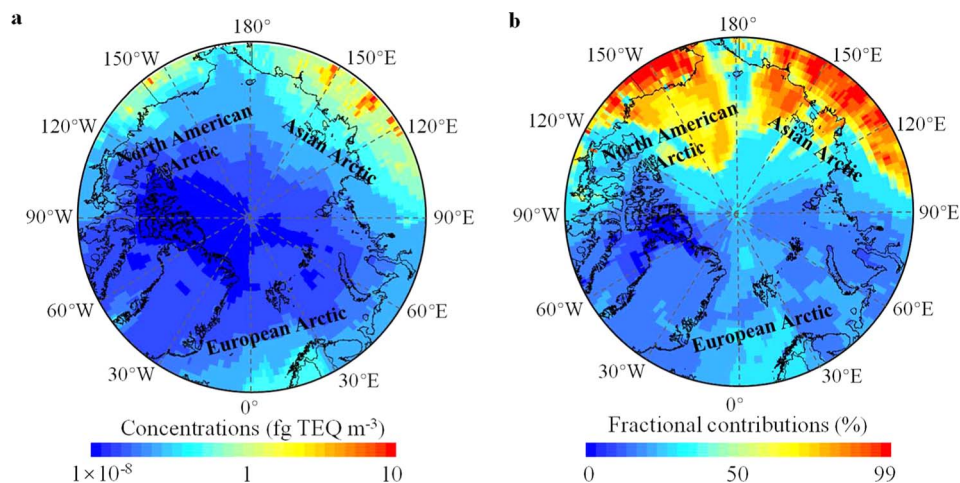 a
180°
150°W
150°E
120°W
120°E
North American
Arctic
Asian Arctic
90°W
90°E
60°W
60°E
European Arctic
30°W
30°E
0°
Concentrations (fg TEQ m⁻³)
1×10⁻⁸ 1 10
b
180°
150°W
150°E
120°W
120°E
North American
Arctic
Asian Arctic
90°W
90°E
60°W
60°E
European Arctic
30°W
30°E
0°
Fractional contributions (%)
0 50 99